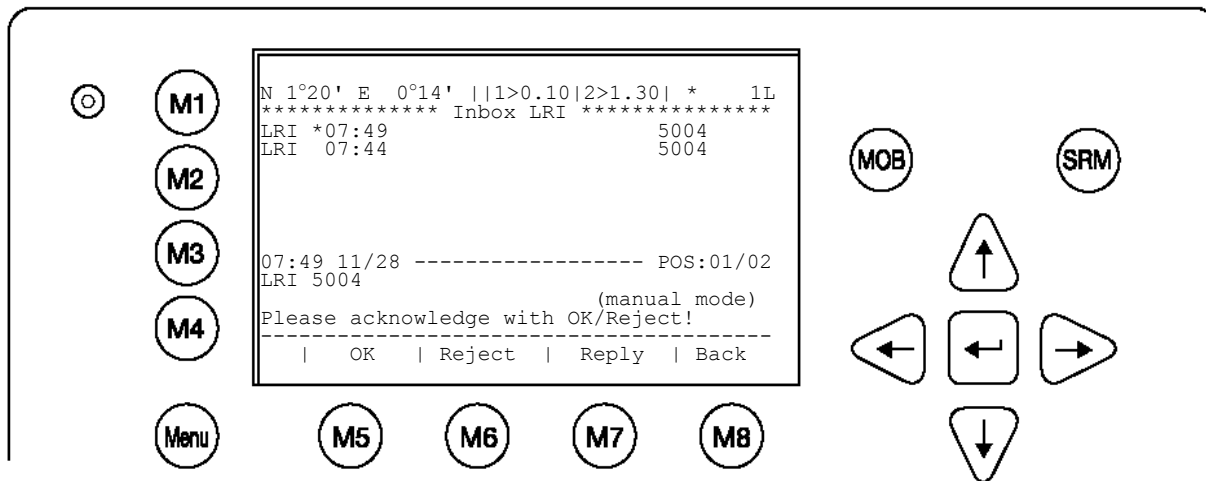 N 1°20' E  0°14' ||1>0.10|2>1.30| *    1L
************** Inbox LRI ***************
LRI *07:49                      5004
LRI  07:44                      5004
07:49 11/28 ------------------ POS:01/02
LRI 5004
(manual mode)
Please acknowledge with OK/Reject!
-----------------------------------------
|   OK   | Reject  |  Reply  | Back
M1
M2
M3
M4
Menu
M5
M6
M7
M8
MOB
SRM